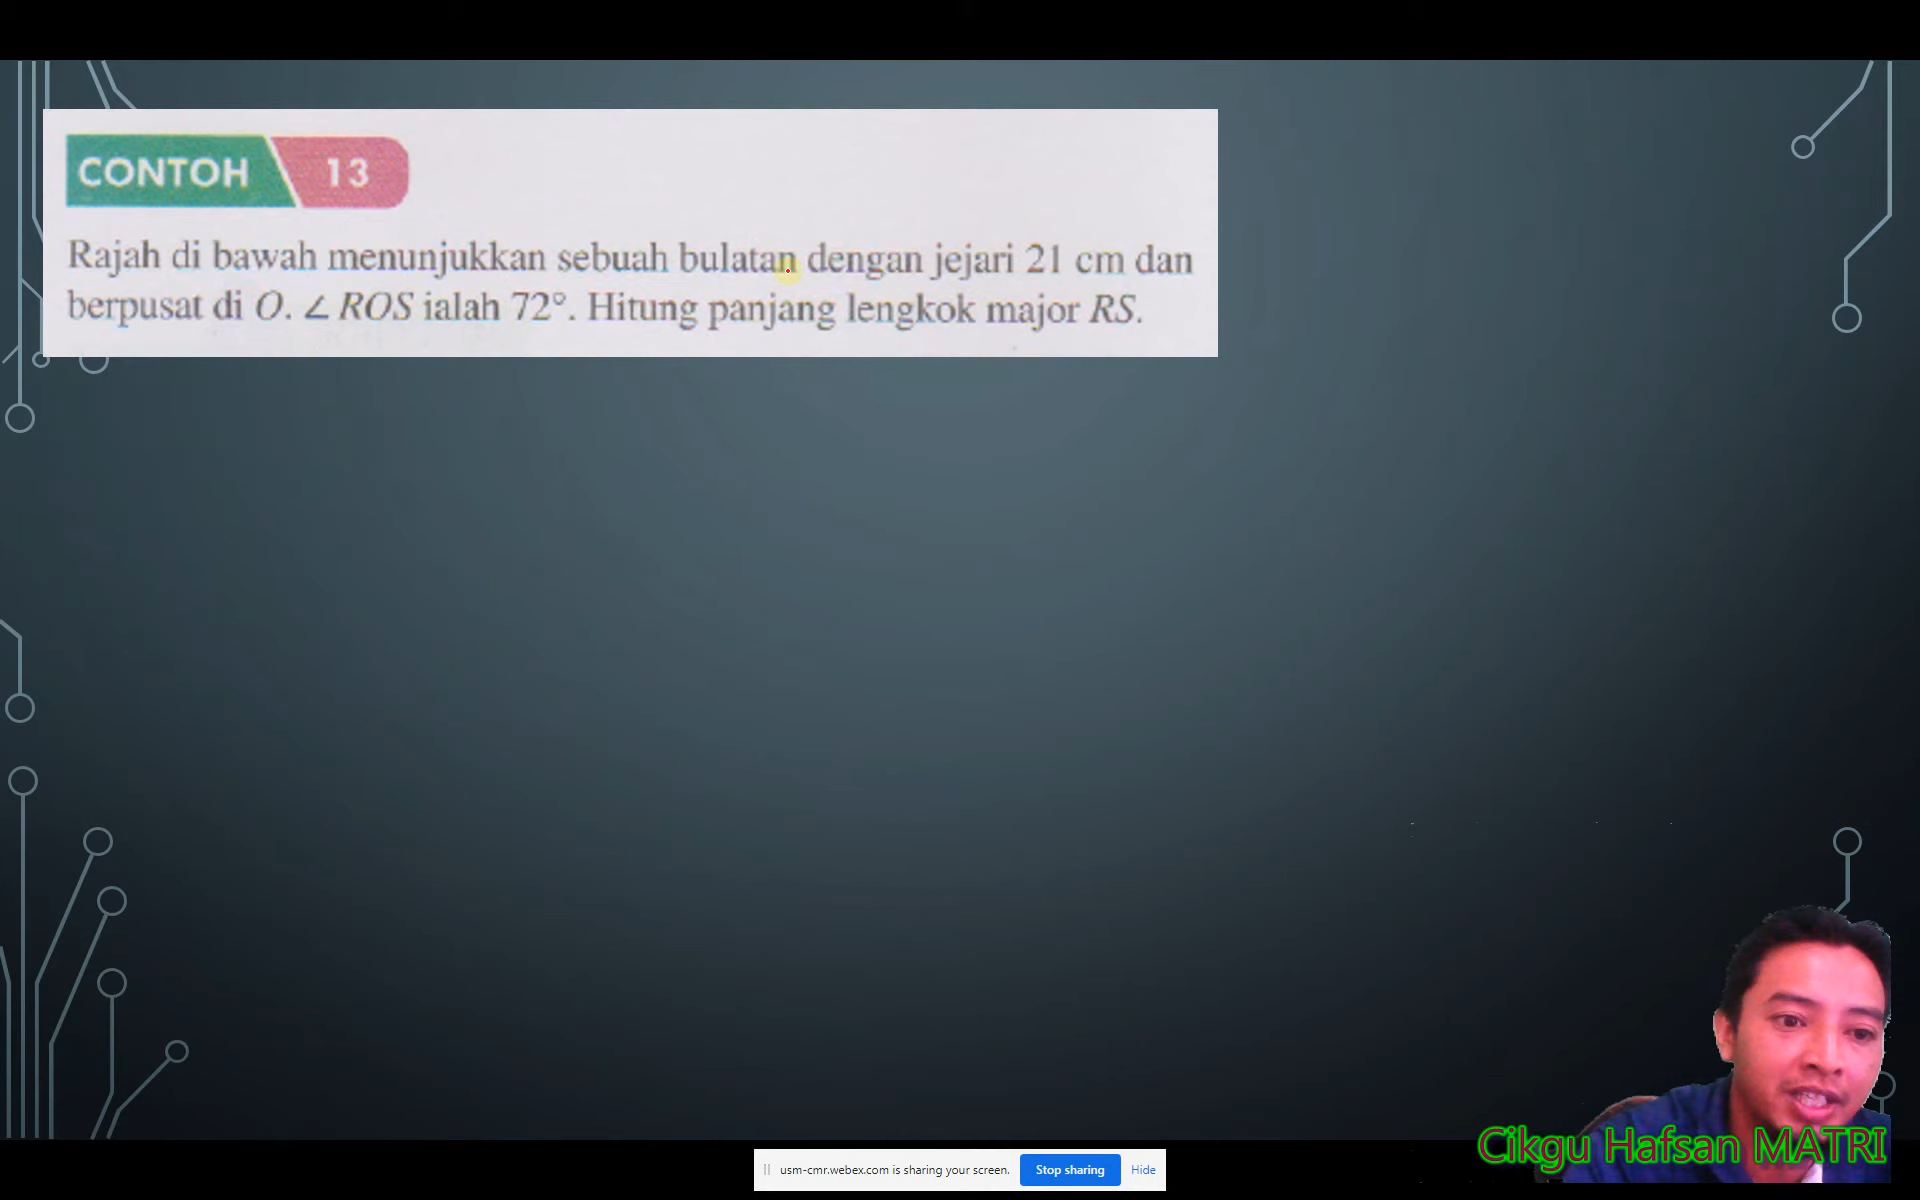 CONTOH 13
Rajah di bawah menunjukkan sebuah bulatan dengan jejari 21 cm dan
berpusat di O. ∠ ROS ialah 72°. Hitung panjang lengkok major RS.
Cikgu Hafsan MATRI
usm-cmr.webex.com is sharing your screen. Stop sharing Hide